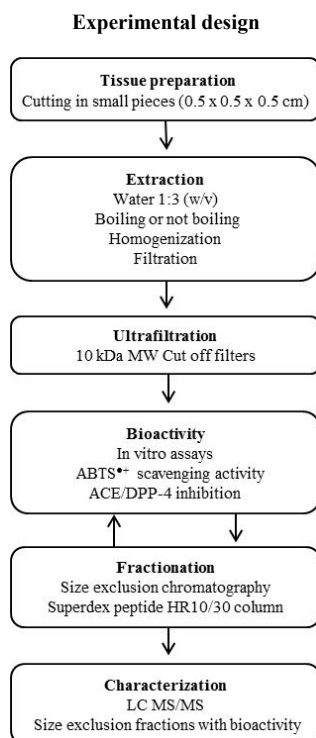 Experimental design
Tissue preparation
Cutting in small pieces (0.5 x 0.5 x 0.5 cm)
Extraction
Water 1:3 (w/v)
Boiling or not boiling
Homogenization
Filtration
Ultrafiltration
10 kDa MW Cut off filters
Bioactivity
In vitro assays
ABTS●+ scavenging activity
ACE/DPP-4 inhibition
Fractionation
Size exclusion chromatography
Superdex peptide HR10/30 column
Characterization
LC MS/MS
Size exclusion fractions with bioactivity